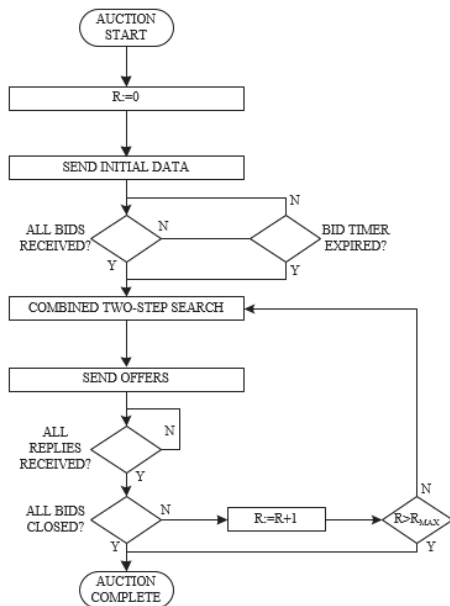 AUCTION
START
R:=0
SEND INITIAL DATA
N
ALL BIDS
RECEIVED?
N
BID TIMER
EXPIRED?
Y
Y
COMBINED TWO-STEP SEARCH
SEND OFFERS
ALL
REPLIES
RECEIVED?
N
Y
N
ALL BIDS
CLOSED?
N
R:=R+1
R>RMAX
Y
Y
AUCTION
COMPLETE